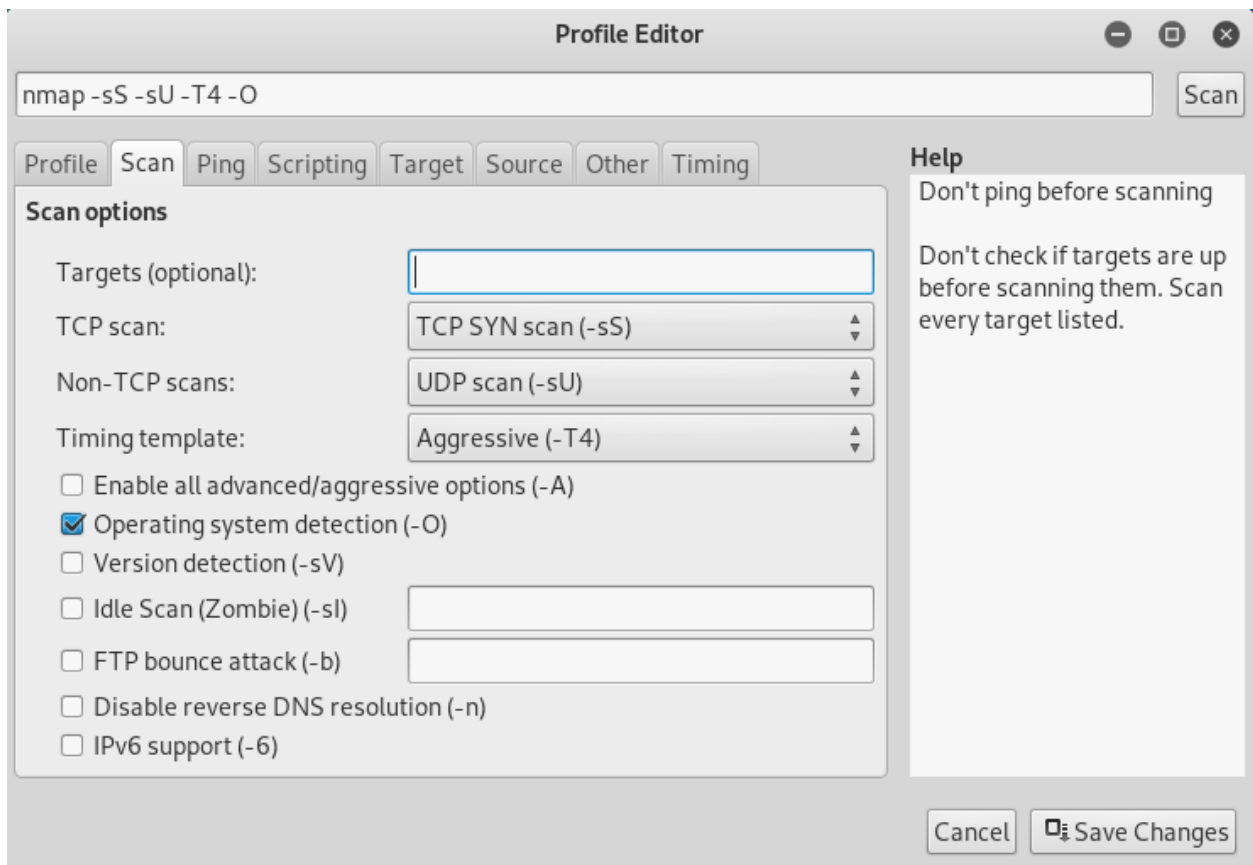 Profile Editor
nmap -sS -sU -T4 -O
Scan
Profile Scan Ping Scripting Target Source Other Timing
Scan options
Targets (optional):
TCP scan: TCP SYN scan (-sS)
Non-TCP scans: UDP scan (-sU)
Timing template: Aggressive (-T4)
Enable all advanced/aggressive options (-A)
Operating system detection (-O)
Version detection (-sV)
Idle Scan (Zombie) (-sI)
FTP bounce attack (-b)
Disable reverse DNS resolution (-n)
IPv6 support (-6)
Help
Don't ping before scanning
Don't check if targets are up
before scanning them. Scan
every target listed.
Cancel
Save Changes